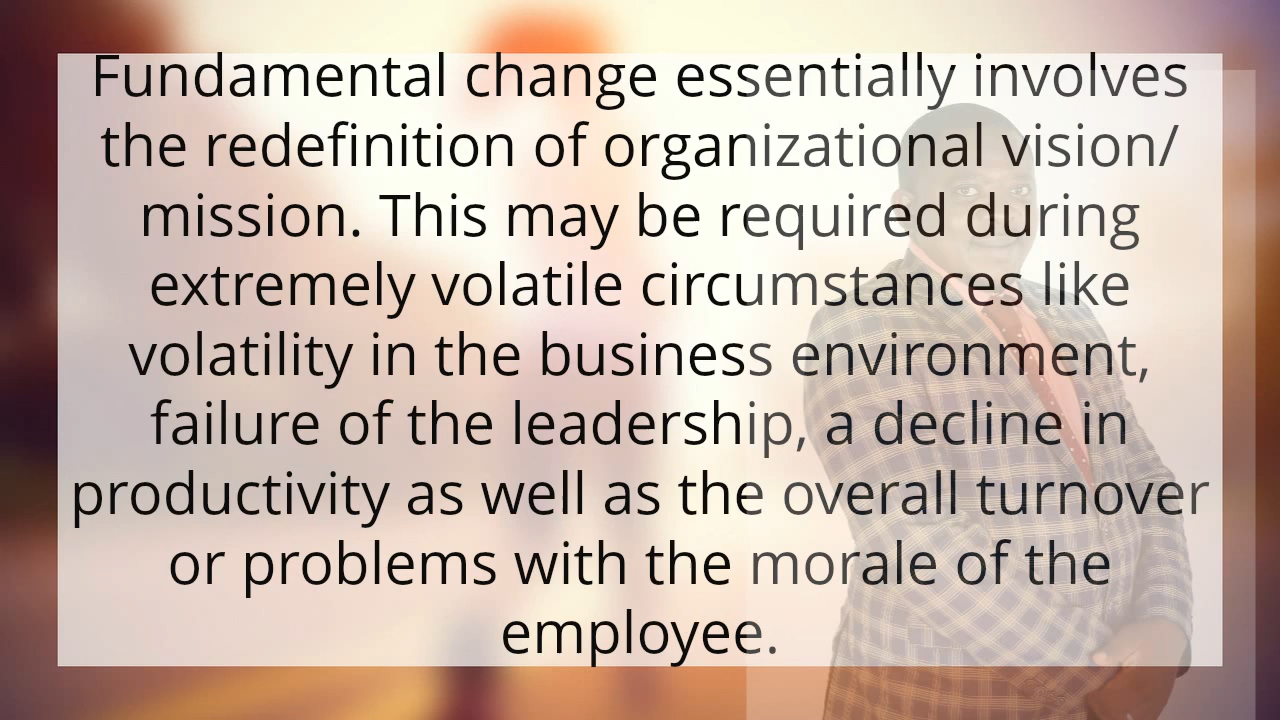 Fundamental change essentially involves
the redefinition of organizational vision/
mission. This may be required during
extremely volatile circumstances like
volatility in the business environment,
failure of the leadership, a decline in
productivity as well as the overall turnover
or problems with the morale of the
employee.